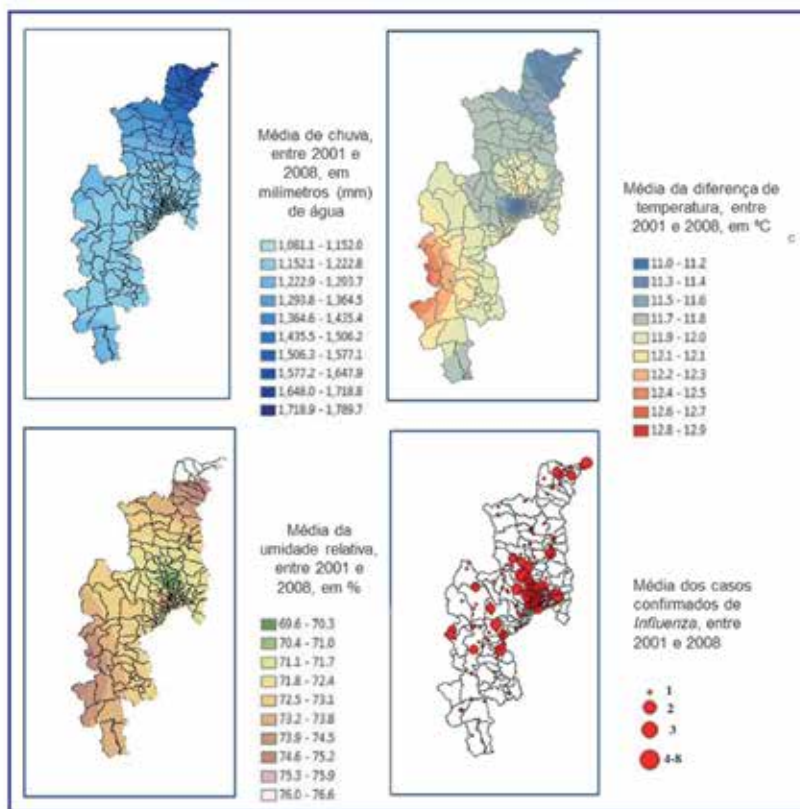 Média de chuva,
entre 2001 e
2008, em
milímetros (mm)
de água
1,081.1 - 1,152.0
1,152.1 - 1,222.8
1,222.9 - 1,293.7
1,293.8 - 1,364.5
1,364.6 - 1,435.4
1,435.5 - 1,506.2
1,506.3 - 1,577.1
1,577.2 - 1,647.9
1,648.0 - 1,718.8
1,718.9 - 1,789.7
Média da diferença de
temperatura, entre
2001 e 2008, em ºC
c
11.0 - 11.2
11.3 - 11.4
11.5 - 11.6
11.7 - 11.8
11.9 - 12.0
12.1 - 12.1
12.2 - 12.3
12.4 - 12.5
12.6 - 12.7
12.8 - 12.9
Média da
umidade relativa,
entre 2001 e
2008, em %
69.6 - 70.3
70.4 - 71.0
71.1 - 71.7
71.8 - 72.4
72.5 - 73.1
73.2 - 73.8
73.9 - 74.5
74.6 - 75.2
75.3 - 75.9
76.0 - 76.6
Média dos casos
confirmados de
Influenza, entre
2001 e 2008
1
2
3
4-8